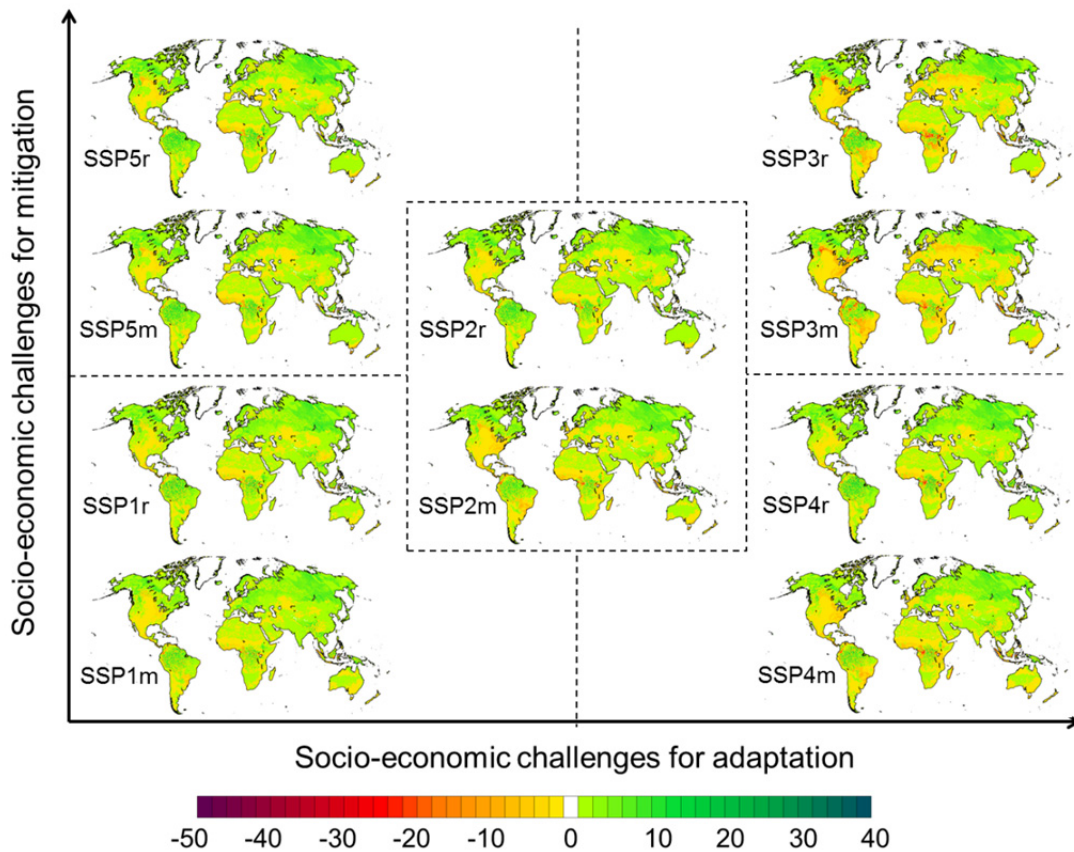 Socio-economic challenges for mitigation
SSP5r
SSP3r
SSP5m
SSP2r
SSP3m
SSP1r
SSP2m
SSP4r
SSP1m
SSP4m
Socio-economic challenges for adaptation
-50 -40 -30 -20 -10 0 10 20 30 40